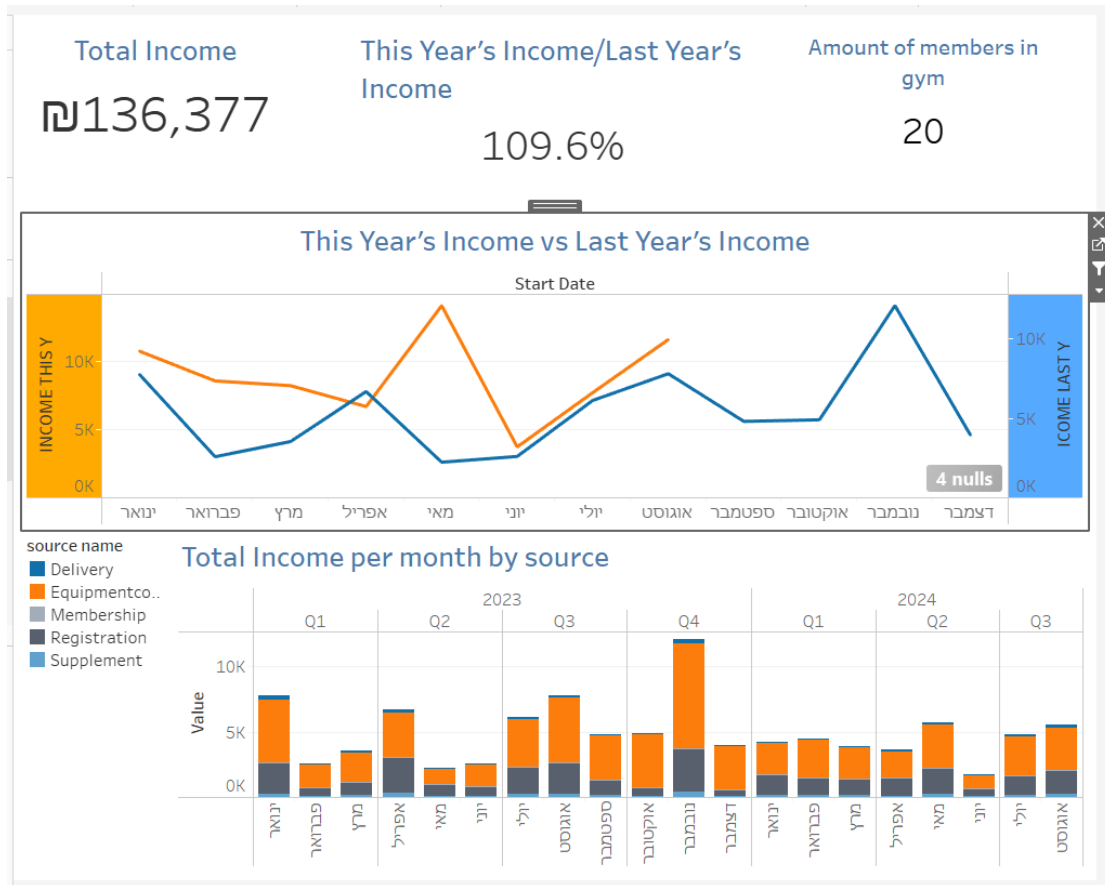 Total Income
₪136,377
This Year's Income/Last Year's
Income
109.6%
Amount of members in
gym
20
This Year's Income vs Last Year's Income
Start Date
INCOME THIS Y
10K
5K
0K
10K
5K
0K
ICOME LAST Y
4 nulls
ינואר
פברואר
מרץ
אפריל
מאי
יוני
יולי
אוגוסט
ספטמבר
אוקטובר
נובמבר
דצמבר
source name
Delivery
Equipmentco..
Membership
Registration
Supplement
Total Income per month by source
2023
2024
Q1
Q2
Q3
Q4
Q1
Q2
Q3
Value
10K
5K
0K
ינואר
פברואר
מרץ
אפריל
מאי
יוני
יולי
אוגוסט
ספטמבר
אוקטובר
נובמבר
דצמבר
ינואר
פברואר
מרץ
אפריל
מאי
יוני
יולי
אוגוסט